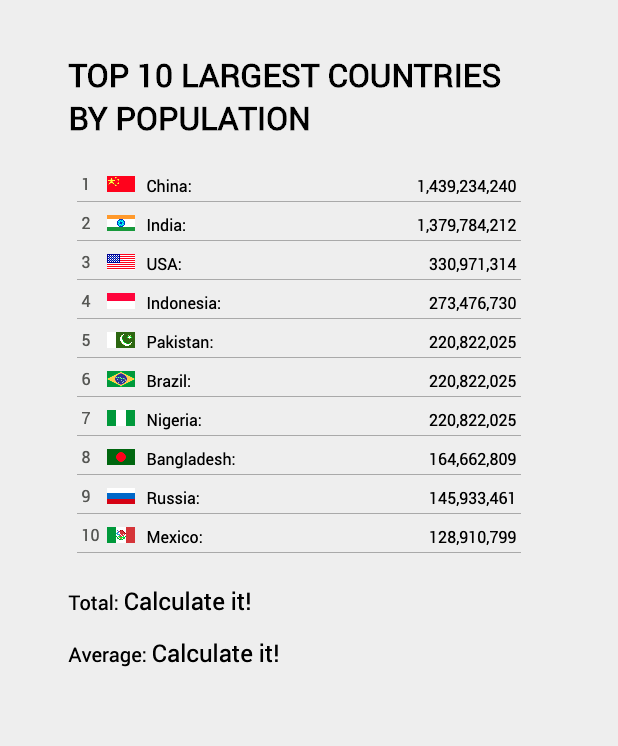 TOP 10 LARGEST COUNTRIES
BY POPULATION
1 China: 1,439,234,240
2 India: 1,379,784,212
3 USA: 330,971,314
4 Indonesia: 273,476,730
5 Pakistan: 220,822,025
6 Brazil: 220,822,025
7 Nigeria: 220,822,025
8 Bangladesh: 164,662,809
9 Russia: 145,933,461
10 Mexico: 128,910,799
Total: Calculate it!
Average: Calculate it!